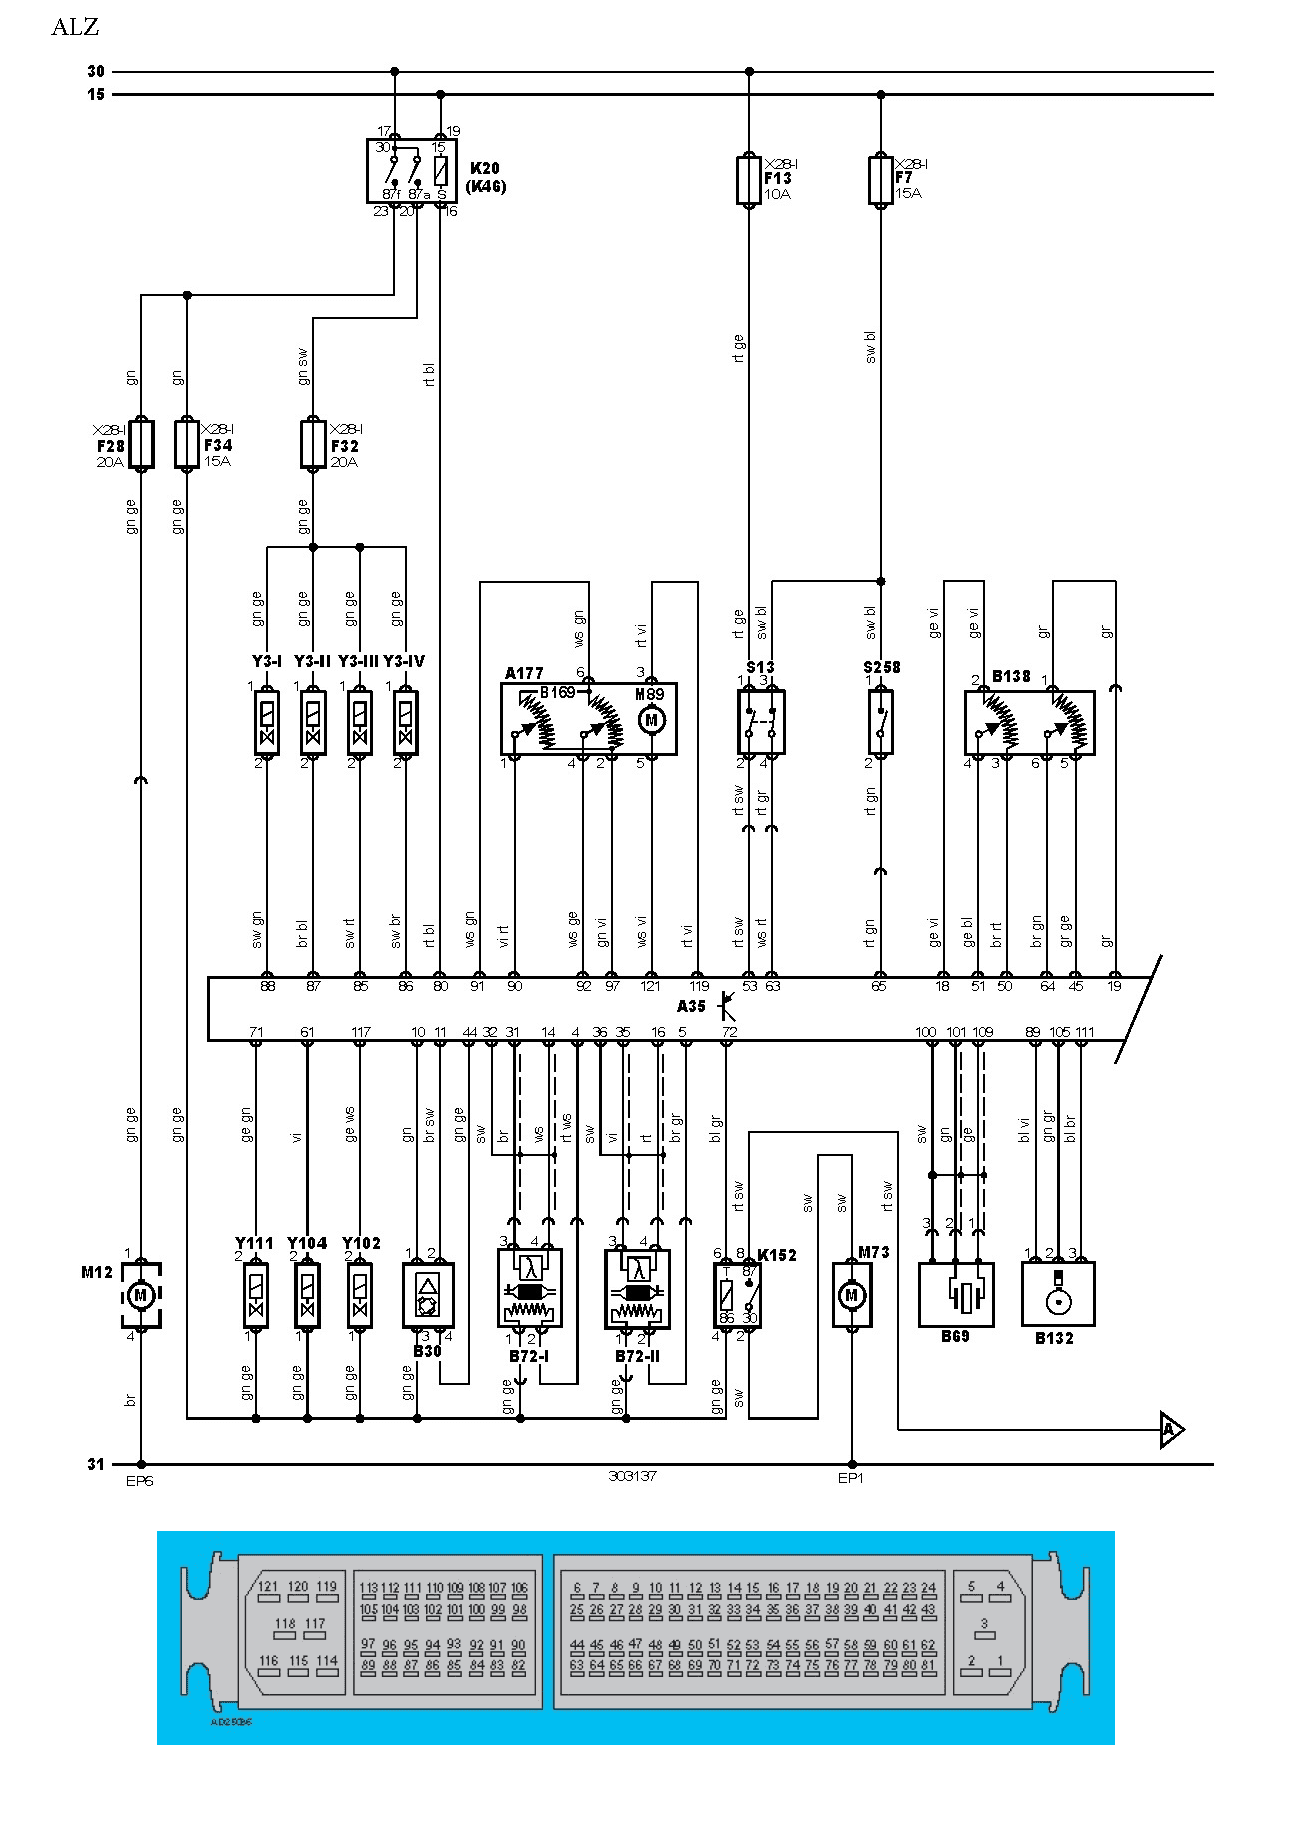 ALZ
30
15
17 19
30 15
K20
(K46)
87f 87a S
23 20 16
X28-I
F13
10A
X28-I
F7
15A
gn gn gn sw rt bl rt ge sw bl
X28-I
F28
20A
X28-I
F34
15A
X28-I
F32
20A
gn ge gn ge gn ge
gn ge gn ge gn ge gn ge ws gn rt vi rt ge sw bl sw bl ge vi ge vi gr gr
Y3-I Y3-II Y3-III Y3-IV
A177 6 3 S13 S258 B138
1 1 1 1 1 3 1 2 1
B169 M89
M
2 2 2 2 1 4 2 5 2 4 2 4 3 6 5
rt sw rt gr rt gn
sw gn br bl sw rt sw br rt bl ws gn vi rt ws ge gn vi ws vi rt vi rt sw ws rt rt gn ge vi ge bl br rt br gn gr ge gr
88 87 85 86 80 91 90 92 97 121 119 53 63 65 18 51 50 64 45 19
A35
71 61 117 10 11 44 32 31 14 4 36 35 16 5 72 100 101 109 89 105 111
gn ge gn ge ge gn vi ge ws gn br sw gn ge sw br ws rt ws sw vi rt br gr bl gr sw gn ge bl vi gn gr bl br
rt sw sw sw rt sw
3 2 1
Y111 Y104 Y102
1 2 2 2 1 2 3 4 3 4 6 8 K152 M73 1 2 3
M12
M
T 87
86 30
M
λ λ
4 1 1 1 3 4 1 2 1 2 4 2
B30 B72-I B72-II B69 B132
br gn ge gn ge gn ge gn ge gn ge gn ge gn ge sw
A
31
EP6 303137 EP1
121 120 119 113 112 111 110 109 108 107 106 6 7 8 9 10 11 12 13 14 15 16 17 18 19 20 21 22 23 24 5 4
105 104 103 102 101 100 99 98 25 26 27 28 29 30 31 32 33 34 35 36 37 38 39 40 41 42 43
118 117 3
97 96 95 94 93 92 91 90 44 45 46 47 48 49 50 51 52 53 54 55 56 57 58 59 60 61 62
116 115 114 89 88 87 86 85 84 83 82 63 64 65 66 67 68 69 70 71 72 73 74 75 76 77 78 79 80 81 2 1